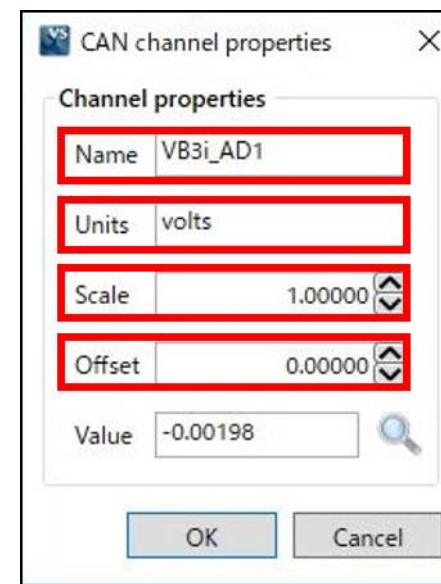 VS CAN channel properties
Channel properties
Name VB3i_AD1
Units volts
Scale 1.00000
Offset 0.00000
Value -0.00198
OK Cancel